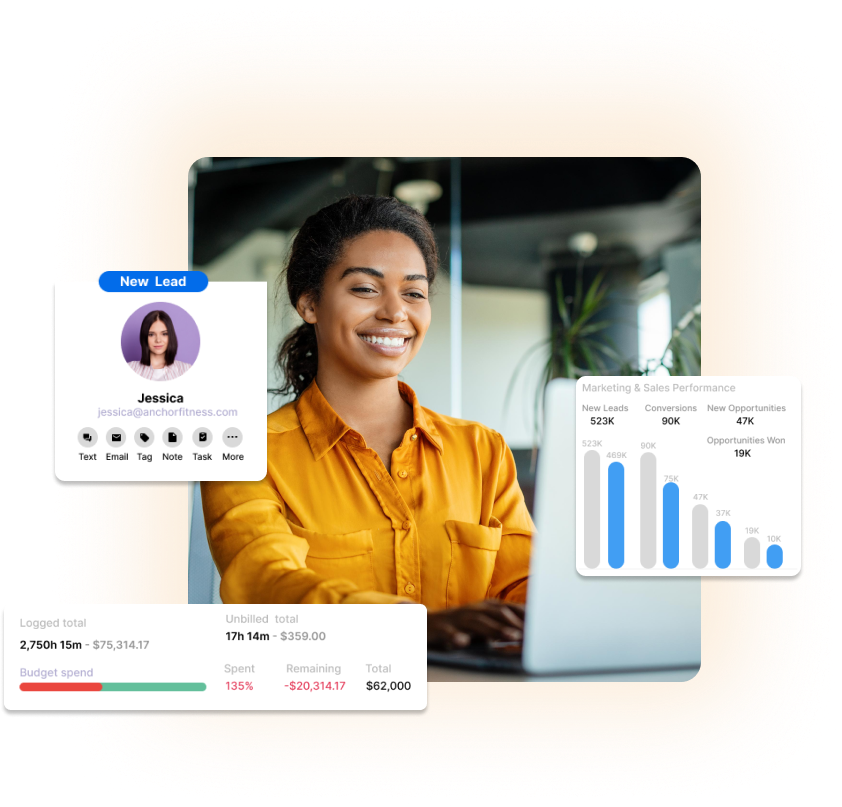 New Lead
Jessica
jessica@anchorfitness.com
Text Email Tag Note Task More
Marketing & Sales Performance
New Leads Conversions New Opportunities
523K 90K 47K
Opportunities Won
19K
523K 469K 90K 75K 47K 37K 19K 10K
Logged total
2,750h 15m - $75,314.17
Unbilled total
17h 14m - $359.00
Budget spend
Spent Remaining Total
135% -$20,314.17 $62,000